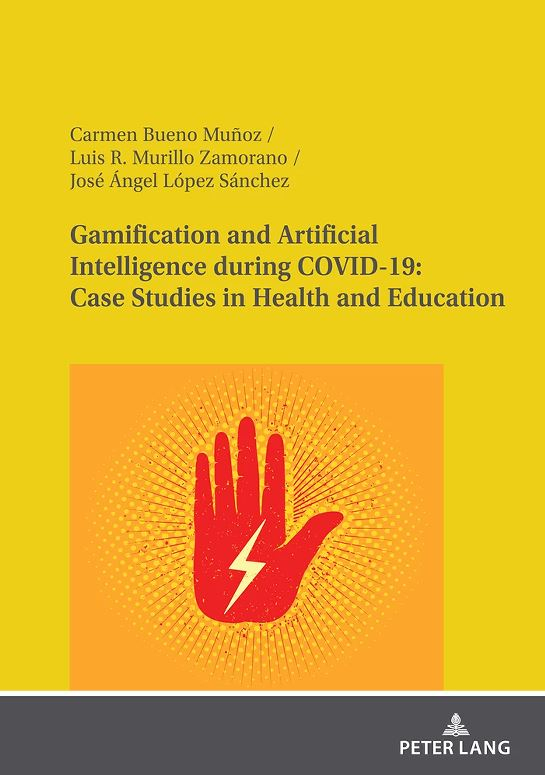 Carmen Bueno Muñoz /
Luis R. Murillo Zamorano /
José Ángel López Sánchez
Gamification and Artificial
Intelligence during COVID-19:
Case Studies in Health and Education
PETER LANG